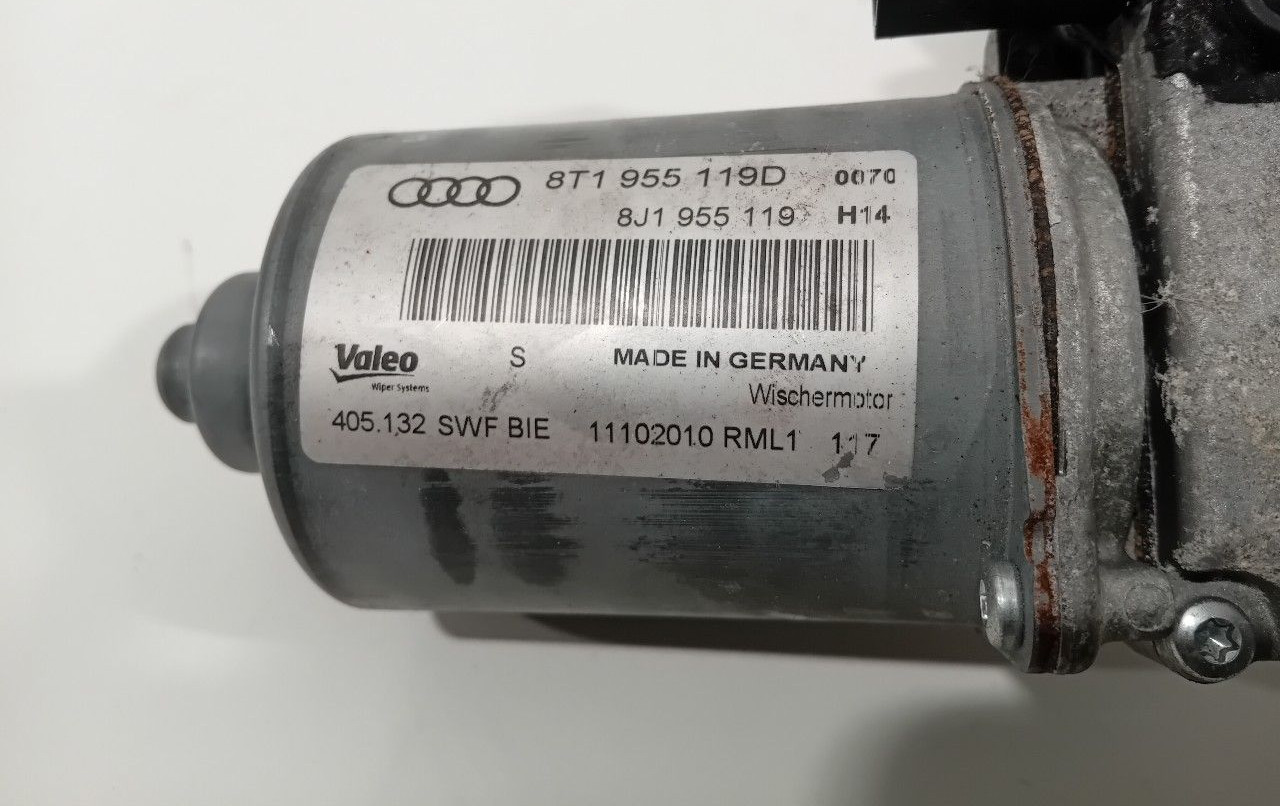 8T1 955 119D 0070
8J1 955 119 H14
Valeo S MADE IN GERMANY
Wiper Systems Wischermotor
405.132 SWF BIE 11102010 RML1 117